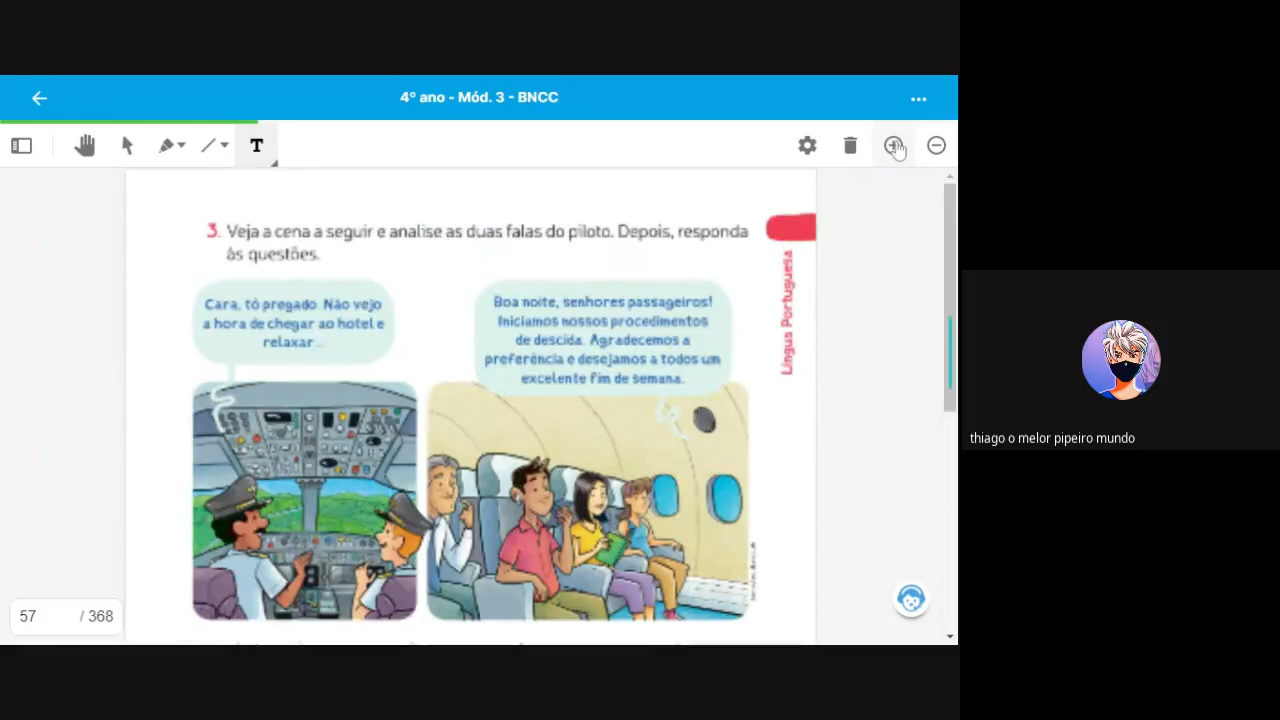 4º ano - Mód. 3 - BNCC
T
3. Veja a cena a seguir e analise as duas falas do piloto. Depois, responda
às questões.
Cara, tô pregado. Não vejo
a hora de chegar ao hotel e
relaxar...
Boa noite, senhores passageiros!
Iniciamos nossos procedimentos
de descida. Agradecemos a
preferência e desejamos a todos um
excelente fim de semana.
Língua Portuguesa
57 / 368
thiago o melor pipeiro mundo